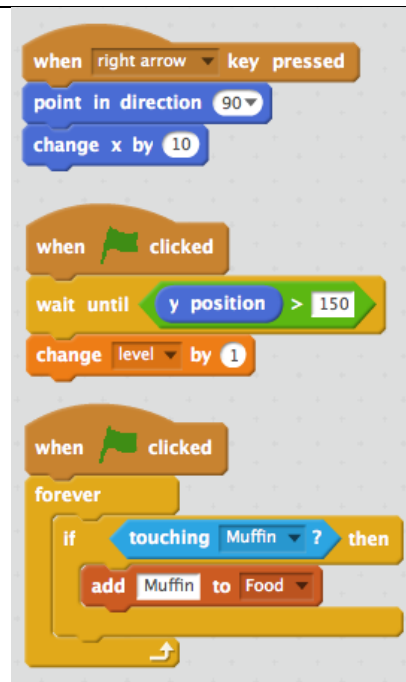 when right arrow key pressed
point in direction 90
change x by 10
when clicked
wait until y position > 150
change level by 1
when clicked
forever
if touching Muffin ? then
add Muffin to Food